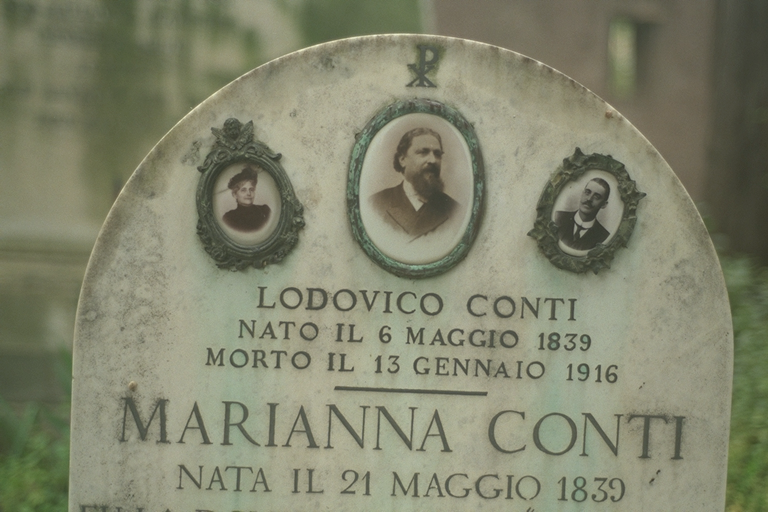 LODOVICO CONTI
NATO IL 6 MAGGIO 1839
MORTO IL 13 GENNAIO 1916
MARIANNA CONTI
NATA IL 21 MAGGIO 1839